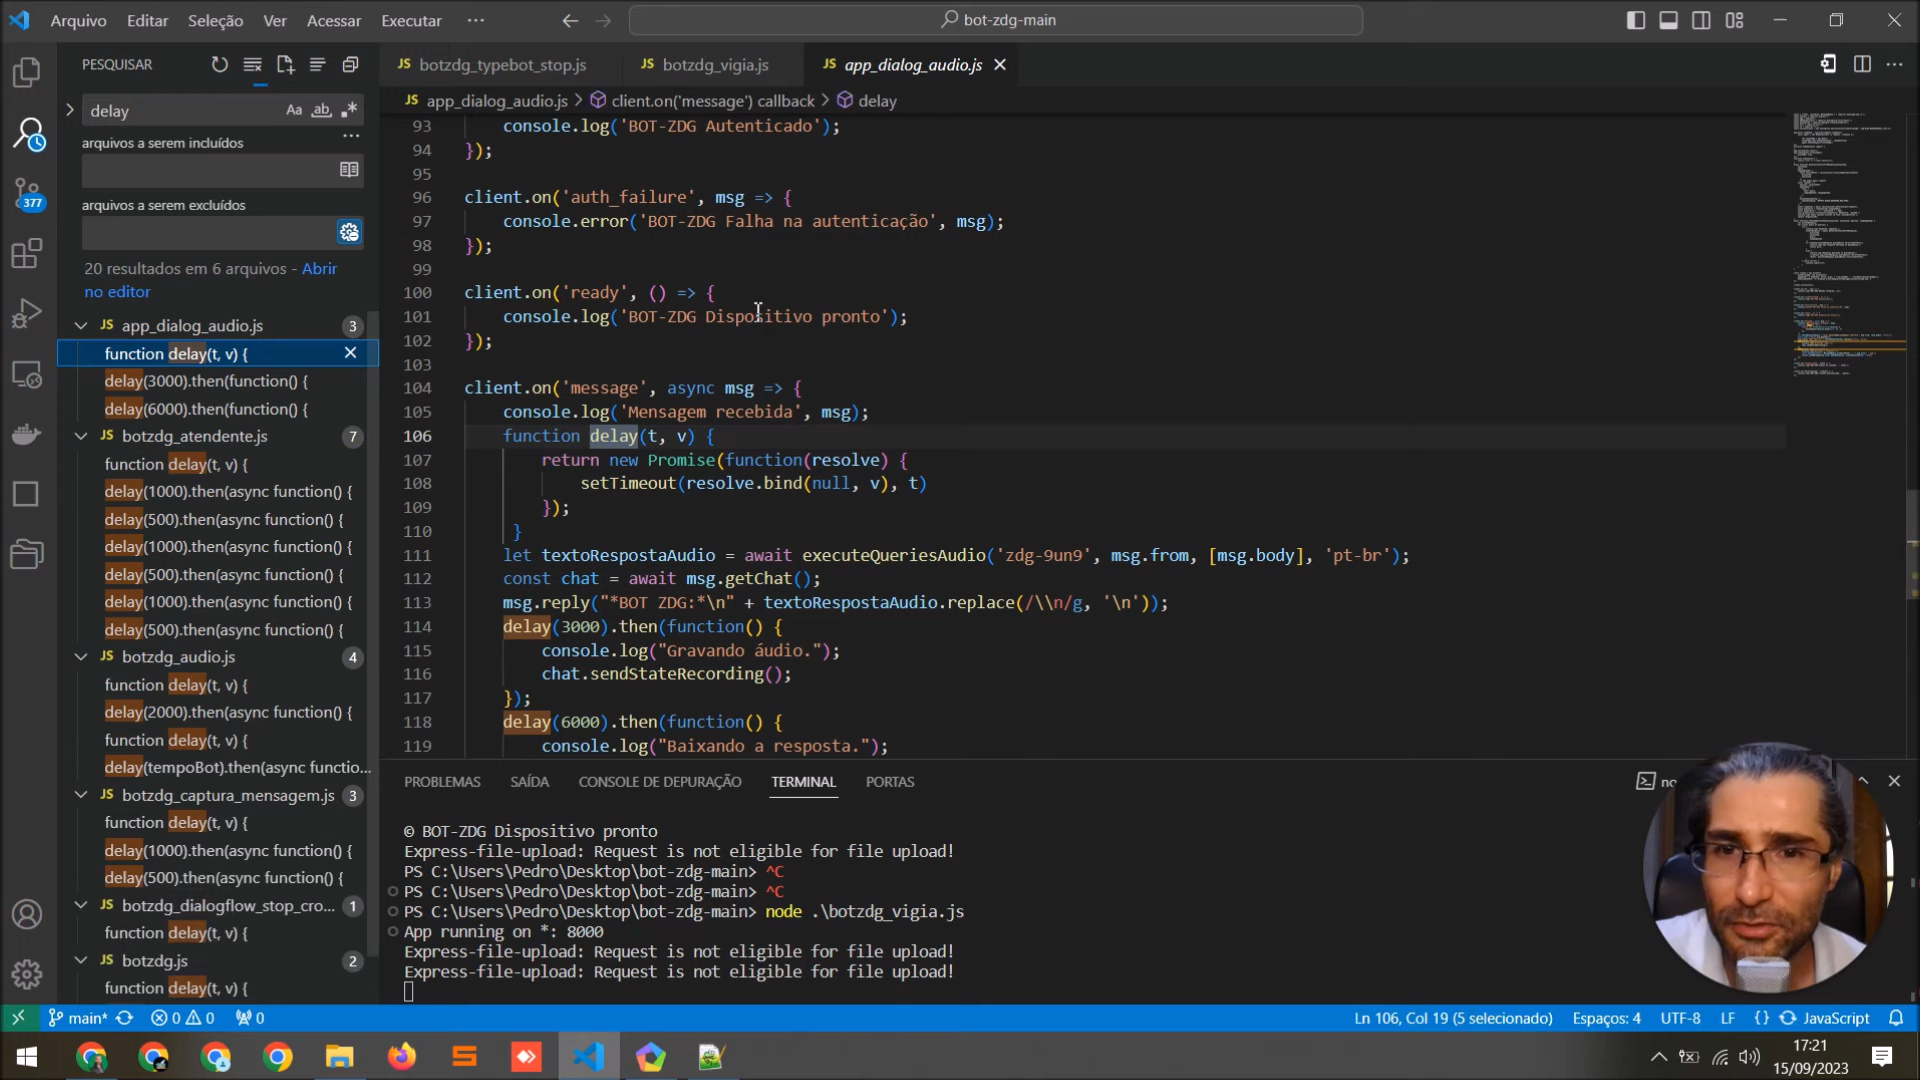 Arquivo Editar Seleção Ver Acessar Executar ··· bot-zdg-main
PESQUISAR
delay
Aa ab
arquivos a serem incluídos
arquivos a serem excluídos
20 resultados em 6 arquivos - Abrir
no editor
app_dialog_audio.js 3
function delay(t, v) {
delay(3000).then(function() {
delay(6000).then(function() {
botzdg_atendente.js 7
function delay(t, v) {
delay(1000).then(async function() {
delay(500).then(async function() {
delay(1000).then(async function() {
delay(500).then(async function() {
delay(1000).then(async function() {
delay(500).then(async function() {
botzdg_audio.js 4
function delay(t, v) {
delay(2000).then(async function() {
function delay(t, v) {
delay(tempoBot).then(async functio...
botzdg_captura_mensagem.js 3
function delay(t, v) {
delay(1000).then(async function() {
delay(500).then(async function() {
botzdg_dialogflow_stop_cro... 1
function delay(t, v) {
botzdg.js 2
function delay(t, v) {
377
JS botzdg_typebot_stop.js JS botzdg_vigia.js JS app_dialog_audio.js
JS app_dialog_audio.js > client.on('message') callback > delay
93 console.log('BOT-ZDG Autenticado');
94 });
95
96 client.on('auth_failure', msg => {
97 console.error('BOT-ZDG Falha na autenticação', msg);
98 });
99
100 client.on('ready', () => {
101 console.log('BOT-ZDG Dispositivo pronto');
102 });
103
104 client.on('message', async msg => {
105 console.log('Mensagem recebida', msg);
106 function delay(t, v) {
107 return new Promise(function(resolve) {
108 setTimeout(resolve.bind(null, v), t)
109 });
110 }
111 let textoRespostaAudio = await executeQueriesAudio('zdg-9un9', msg.from, [msg.body], 'pt-br');
112 const chat = await msg.getChat();
113 msg.reply("*BOT ZDG:*\n" + textoRespostaAudio.replace(/\\n/g, '\n'));
114 delay(3000).then(function() {
115 console.log("Gravando áudio.");
116 chat.sendStateRecording();
117 });
118 delay(6000).then(function() {
119 console.log("Baixando a resposta.");
PROBLEMAS SAÍDA CONSOLE DE DEPURAÇÃO TERMINAL PORTAS no
© BOT-ZDG Dispositivo pronto
Express-file-upload: Request is not eligible for file upload!
PS C:\Users\Pedro\Desktop\bot-zdg-main> ^C
PS C:\Users\Pedro\Desktop\bot-zdg-main> ^C
PS C:\Users\Pedro\Desktop\bot-zdg-main> node .\botzdg_vigia.js
App running on *: 8000
Express-file-upload: Request is not eligible for file upload!
Express-file-upload: Request is not eligible for file upload!
main* 0 0 0 Ln 106, Col 19 (5 selecionado) Espaços: 4 UTF-8 LF {} JavaScript
17:21
15/09/2023